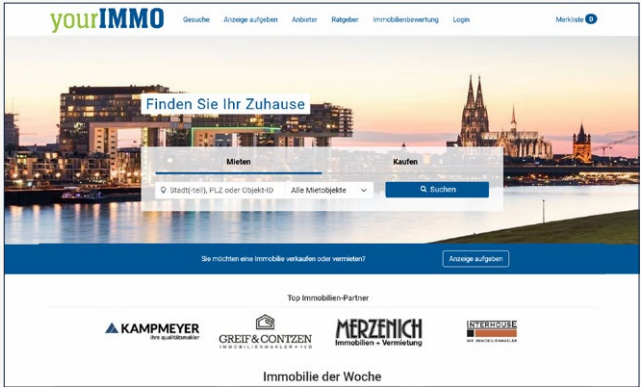 yourIMMO
Gesuche Anzeige aufgeben Anbieter Ratgeber Immobilienbewertung Login Merkliste 0
Finden Sie Ihr Zuhause
Mieten Kaufen
Stadt(-teil), PLZ oder Objekt-ID Alle Mietobjekte Suchen
Sie möchten eine Immobilie verkaufen oder vermieten? Anzeige aufgeben
Top Immobilien-Partner
KAMPMEYER
ihre qualitätsmakler
GREIF & CONTZEN
IMMOBILIENMAKLER + IVD
MERZENICH
Immobilien + Vermietung
INTERHOUSE
Immobilie der Woche